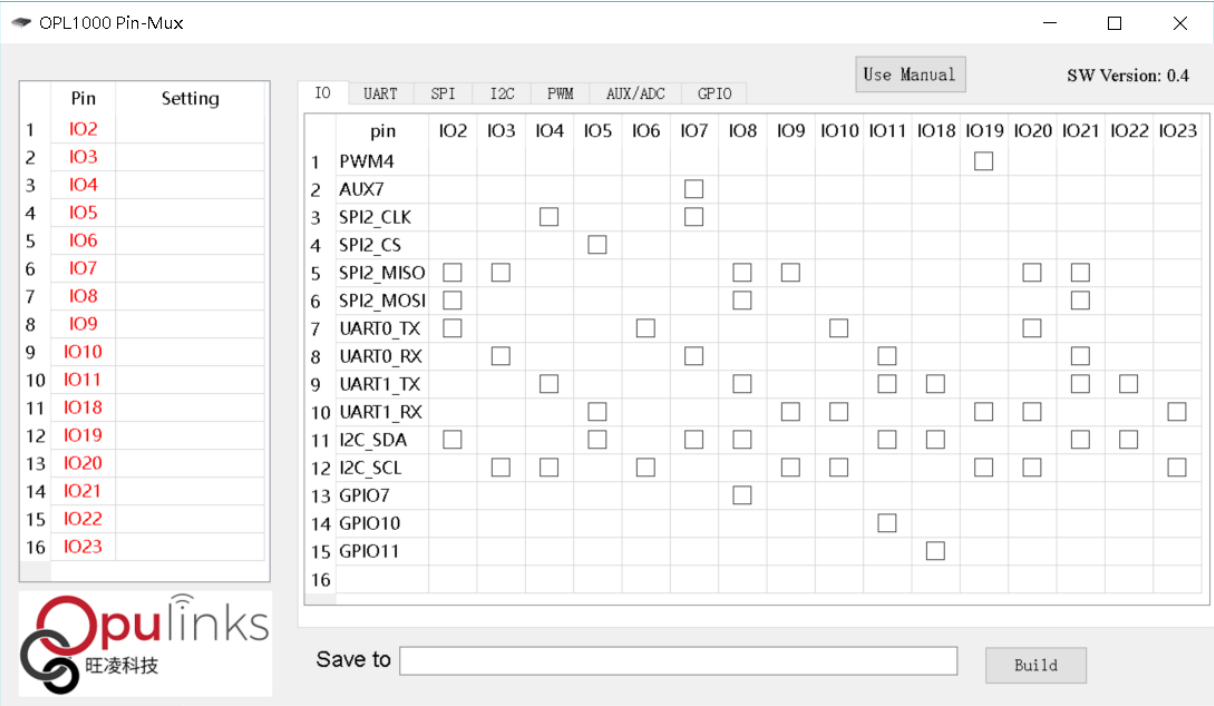 OPL1000 Pin-Mux
Use Manual
SW Version: 0.4
Pin Setting
1 IO2
2 IO3
3 IO4
4 IO5
5 IO6
6 IO7
7 IO8
8 IO9
9 IO10
10 IO11
11 IO18
12 IO19
13 IO20
14 IO21
15 IO22
16 IO23
IO UART SPI I2C PWM AUX/ADC GPIO
pin IO2 IO3 IO4 IO5 IO6 IO7 IO8 IO9 IO10 IO11 IO18 IO19 IO20 IO21 IO22 IO23
1 PWM4
2 AUX7
3 SPI2_CLK
4 SPI2_CS
5 SPI2_MISO
6 SPI2_MOSI
7 UART0_TX
8 UART0_RX
9 UART1_TX
10 UART1_RX
11 I2C_SDA
12 I2C_SCL
13 GPIO7
14 GPIO10
15 GPIO11
16
Opulinks
旺凌科技
Save to
Build